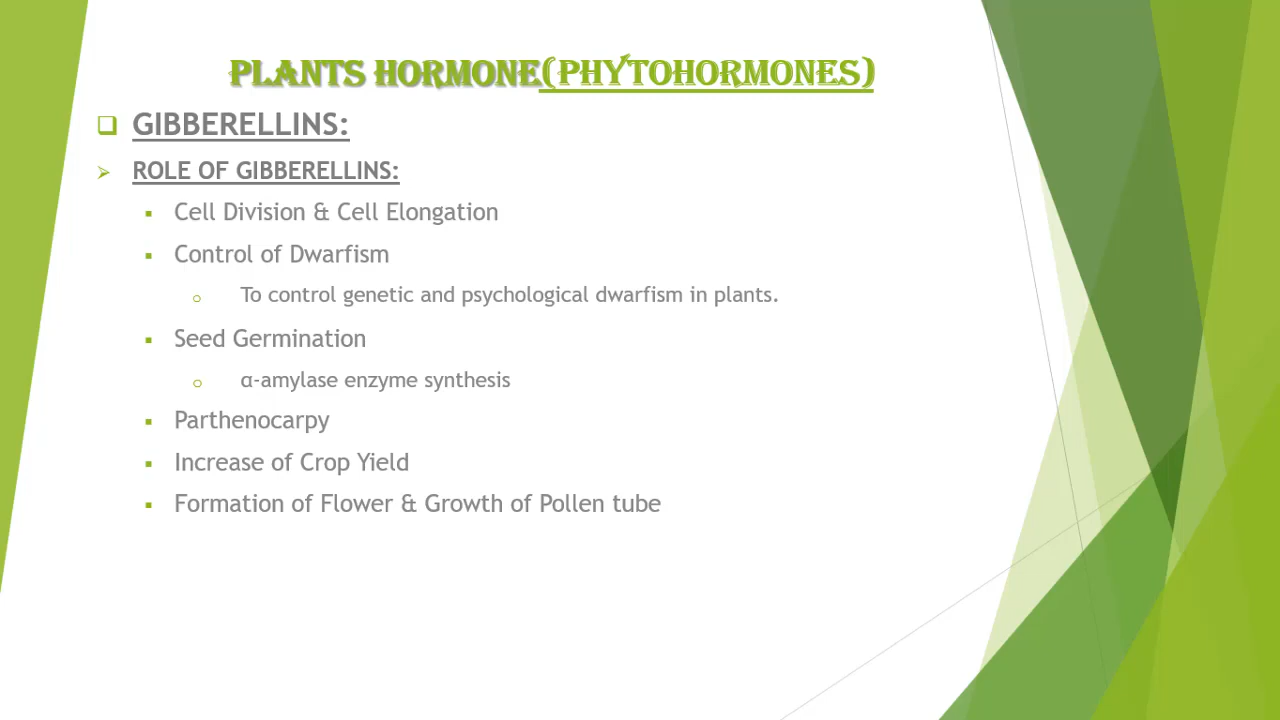 PLANTS HORMONE(PHYTOHORMONES)
GIBBERELLINS:
ROLE OF GIBBERELLINS:
Cell Division & Cell Elongation
Control of Dwarfism
To control genetic and psychological dwarfism in plants.
Seed Germination
α-amylase enzyme synthesis
Parthenocarpy
Increase of Crop Yield
Formation of Flower & Growth of Pollen tube